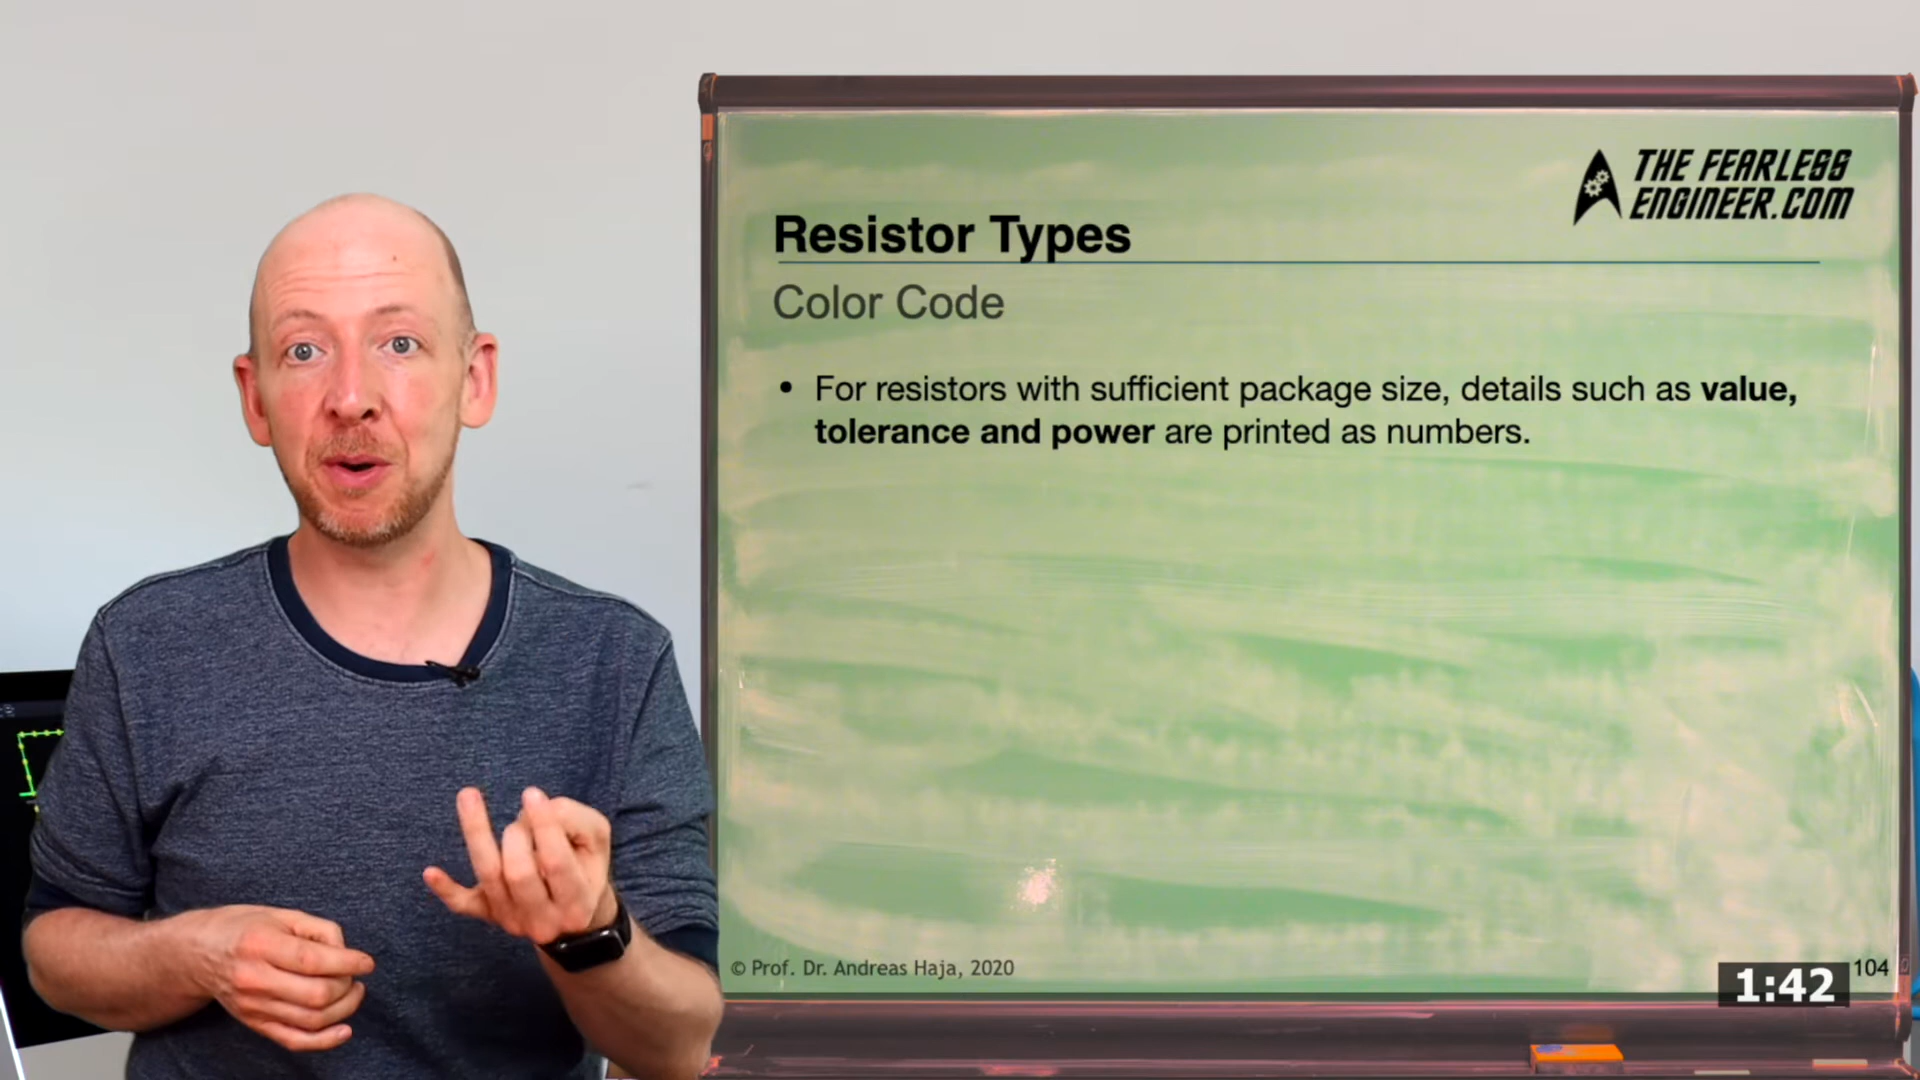 THE FEARLESS
ENGINEER.COM
Resistor Types
Color Code
• For resistors with sufficient package size, details such as value,
tolerance and power are printed as numbers.
© Prof. Dr. Andreas Haja, 2020
1:42
104